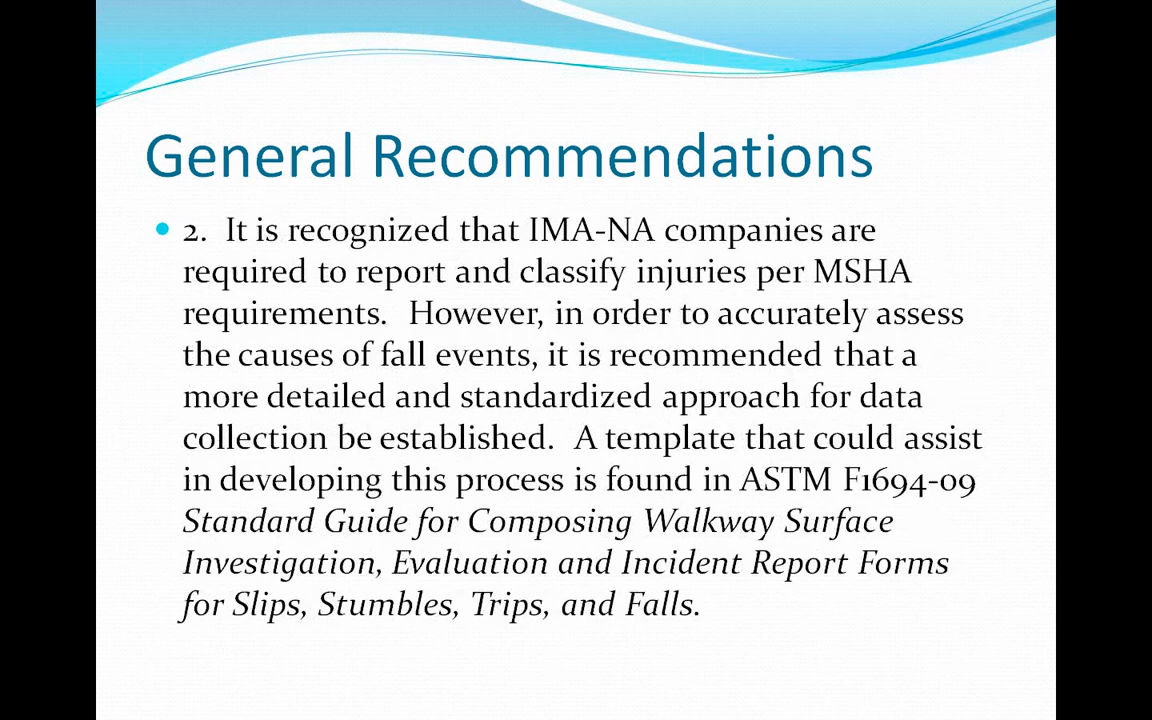 General Recommendations
• 2.  It is recognized that IMA-NA companies are
required to report and classify injuries per MSHA
requirements.  However, in order to accurately assess
the causes of fall events, it is recommended that a
more detailed and standardized approach for data
collection be established.  A template that could assist
in developing this process is found in ASTM F1694-09
Standard Guide for Composing Walkway Surface
Investigation, Evaluation and Incident Report Forms
for Slips, Stumbles, Trips, and Falls.